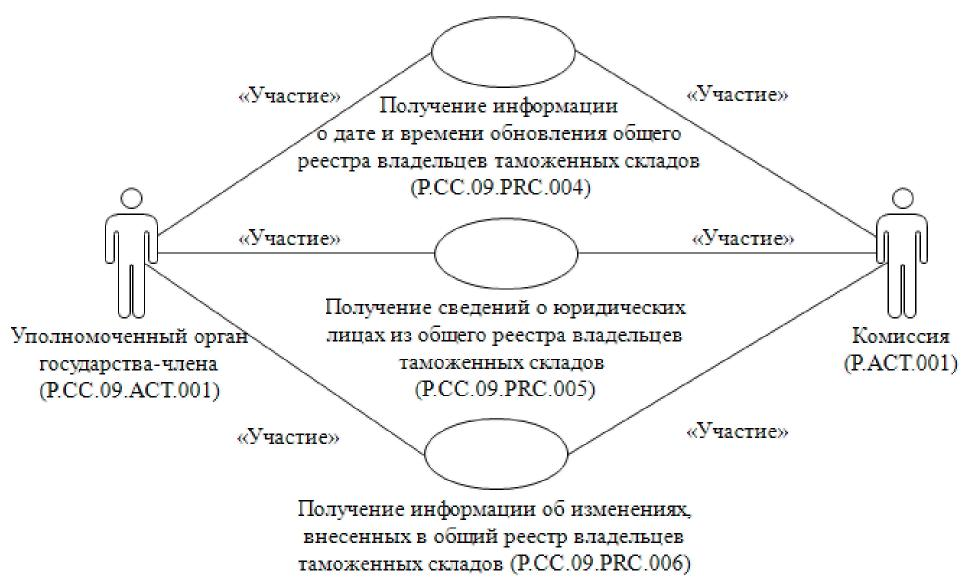 «Участие»
«Участие»
Получение информации
о дате и времени обновления общего
реестра владельцев таможенных складов
(P.CC.09.PRC.004)
«Участие»
«Участие»
Уполномоченный орган
государства-члена
(P.CC.09.ACT.001)
Получение сведений о юридических
лицах из общего реестра владельцев
таможенных складов
(P.CC.09.PRC.005)
Комиссия
(P.ACT.001)
«Участие»
«Участие»
Получение информации об изменениях,
внесенных в общий реестр владельцев
таможенных складов (P.CC.09.PRC.006)